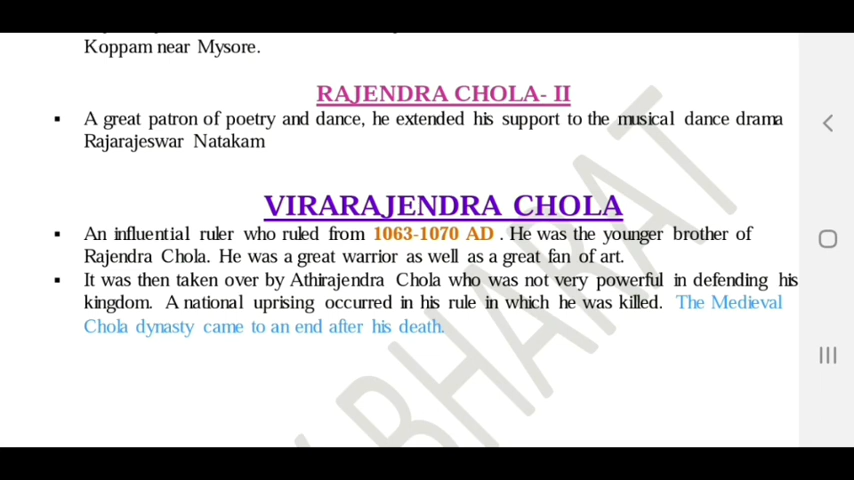 Koppam near Mysore.
RAJENDRA CHOLA- II
▪ A great patron of poetry and dance, he extended his support to the musical dance drama
Rajarajeswar Natakam
VIRARAJENDRA CHOLA
▪ An influential ruler who ruled from 1063-1070 AD . He was the younger brother of
Rajendra Chola. He was a great warrior as well as a great fan of art.
▪ It was then taken over by Athirajendra Chola who was not very powerful in defending his
kingdom. A national uprising occurred in his rule in which he was killed. The Medieval
Chola dynasty came to an end after his death.
BHARAT